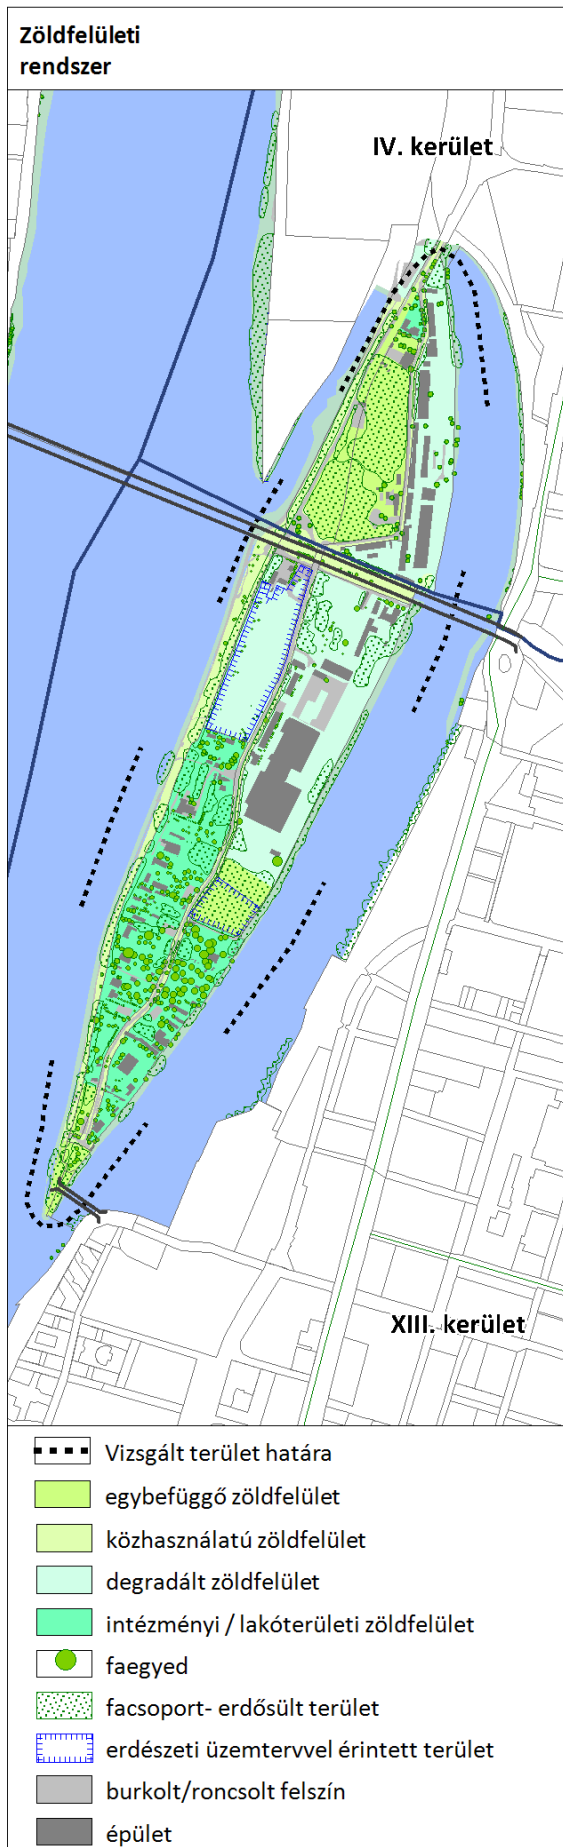 Zöldfelületi
rendszer
IV. kerület
XIII. kerület
Vizsgált terület határa
egybefüggő zöldfelület
közhasználatú zöldfelület
degradált zöldfelület
intézményi / lakóterületi zöldfelület
faegyed
facsoport- erdősült terület
erdészeti üzemtervvel érintett terület
burkolt/roncsolt felszín
épület